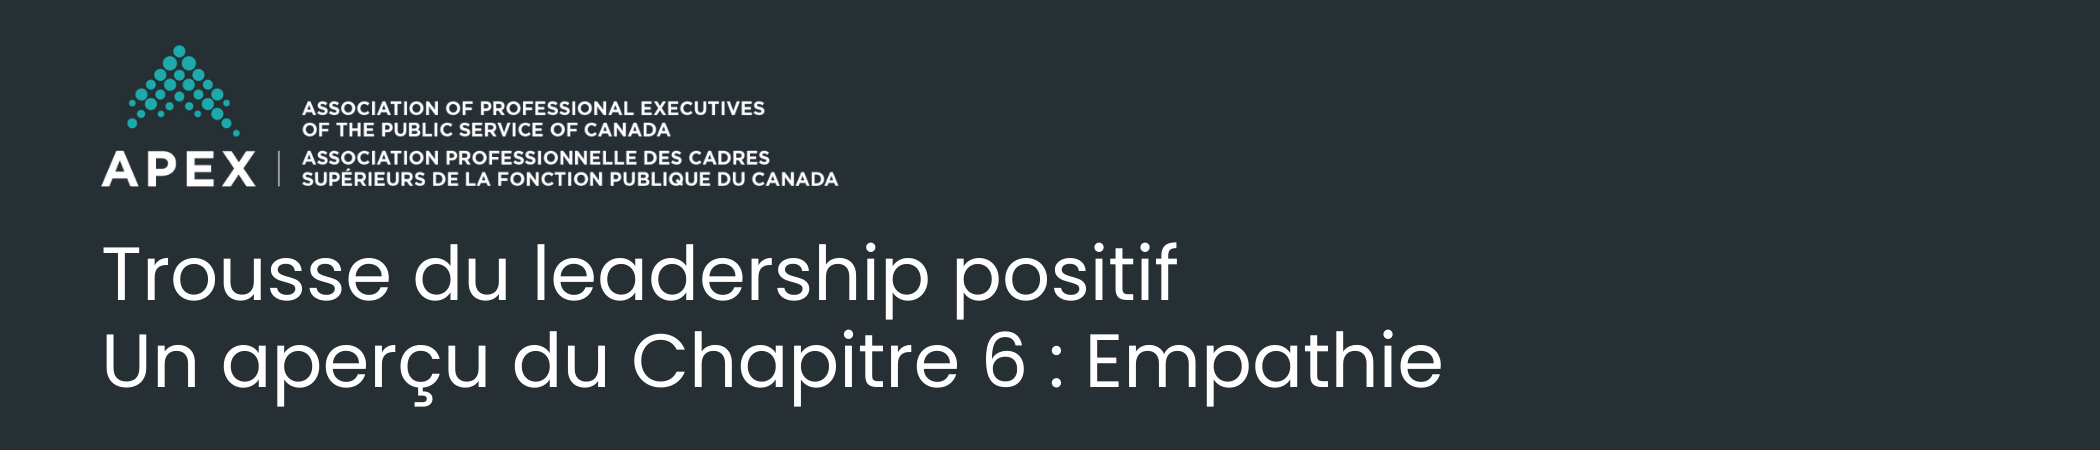 ASSOCIATION OF PROFESSIONAL EXECUTIVES
OF THE PUBLIC SERVICE OF CANADA
APEX
ASSOCIATION PROFESSIONNELLE DES CADRES
SUPÉRIEURS DE LA FONCTION PUBLIQUE DU CANADA
Trousse du leadership positif
Un aperçu du Chapitre 6 : Empathie